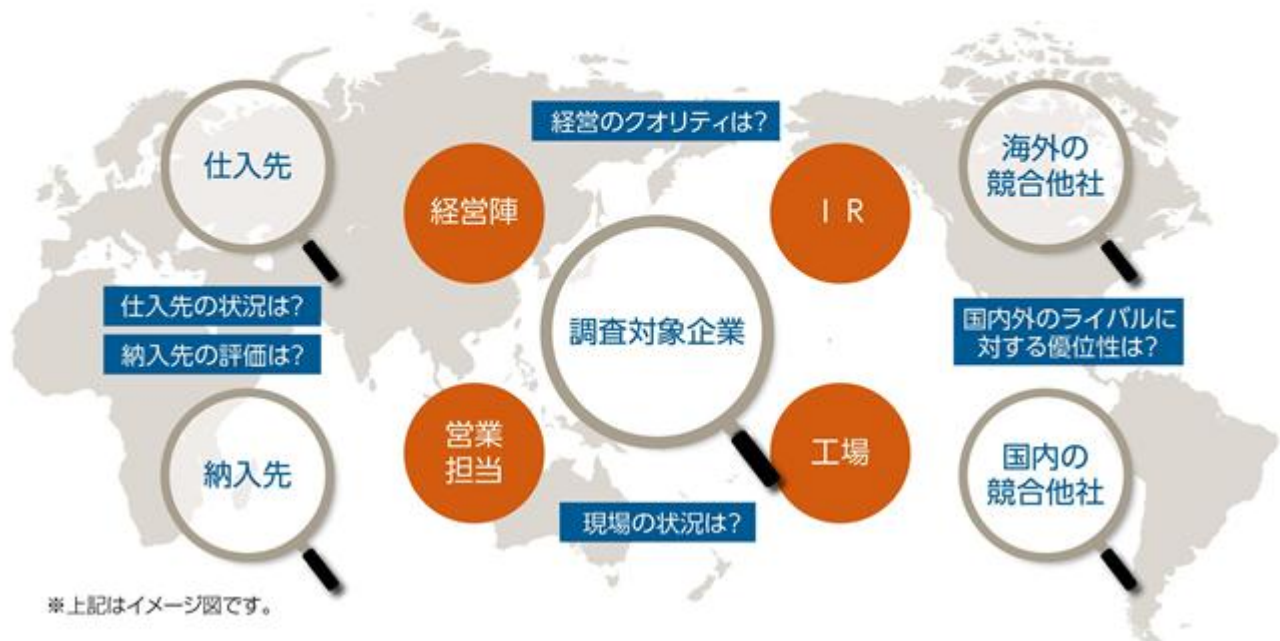 経営のクオリティは?
仕入先
経営陣
I R
海外の
競合他社
仕入先の状況は?
納入先の評価は?
調査対象企業
国内外のライバルに
対する優位性は?
納入先
営業
担当
工場
国内の
競合他社
現場の状況は?
※上記はイメージ図です。